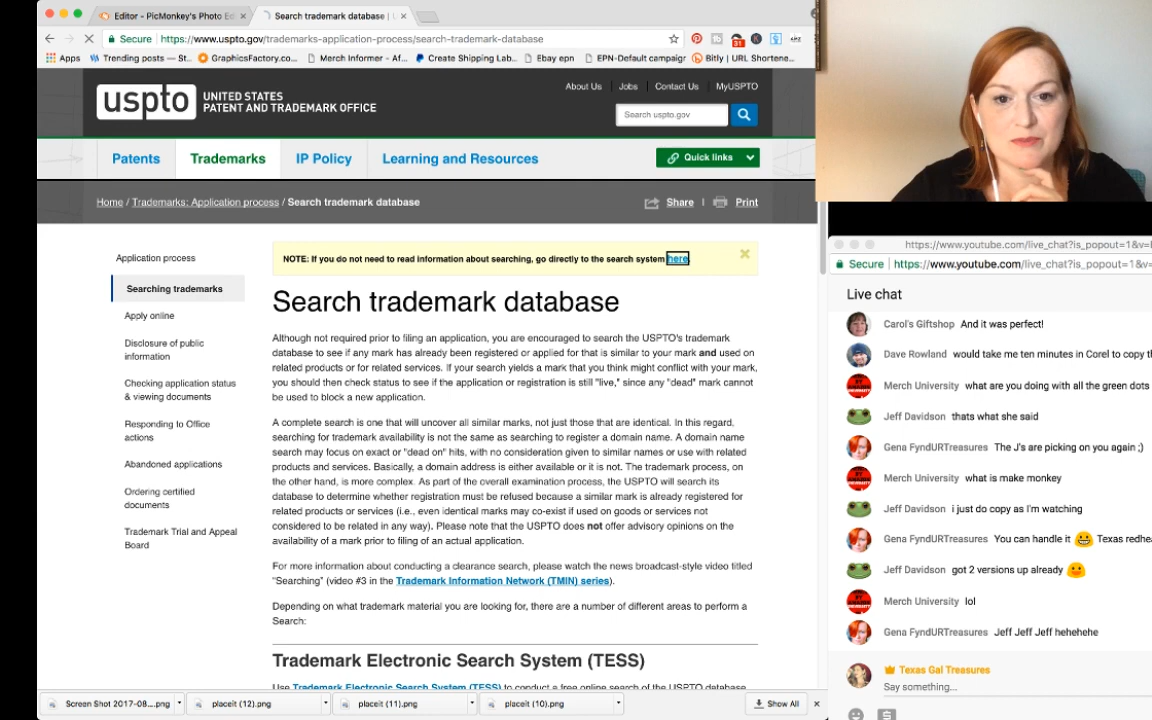 Editor - PicMonkey's Photo Ed
Search trademark database |
Secure https://www.uspto.gov/trademarks-application-process/search-trademark-database
31
Apps Trending posts — St... GraphicsFactory.co... Merch Informer - Af... Create Shipping Lab... Ebay epn EPN-Default campaign Bitly | URL Shortene...
uspto UNITED STATES
PATENT AND TRADEMARK OFFICE
About Us Jobs Contact Us MyUSPTO
Search uspto.gov
Patents Trademarks IP Policy Learning and Resources
Quick links
Home / Trademarks: Application process / Search trademark database
Share | Print
Application process
Searching trademarks
Apply online
Disclosure of public
information
Checking application status
& viewing documents
Responding to Office
actions
Abandoned applications
Ordering certified
documents
Trademark Trial and Appeal
Board
NOTE: If you do not need to read information about searching, go directly to the search system here.
Search trademark database
Although not required prior to filing an application, you are encouraged to search the USPTO's trademark
database to see if any mark has already been registered or applied for that is similar to your mark and used on
related products or for related services. If your search yields a mark that you think might conflict with your mark,
you should then check status to see if the application or registration is still "live," since any "dead" mark cannot
be used to block a new application.
A complete search is one that will uncover all similar marks, not just those that are identical. In this regard,
searching for trademark availability is not the same as searching to register a domain name. A domain name
search may focus on exact or "dead on" hits, with no consideration given to similar names or use with related
products and services. Basically, a domain address is either available or it is not. The trademark process, on
the other hand, is more complex. As part of the overall examination process, the USPTO will search its
database to determine whether registration must be refused because a similar mark is already registered for
related products or services (i.e., even identical marks may co-exist if used on goods or services not
considered to be related in any way). Please note that the USPTO does not offer advisory opinions on the
availability of a mark prior to filing of an actual application.
For more information about conducting a clearance search, please watch the news broadcast-style video titled
"Searching" (video #3 in the Trademark Information Network (TMIN) series).
Depending on what trademark material you are looking for, there are a number of different areas to perform a
Search:
Trademark Electronic Search System (TESS)
Use Trademark Electronic Search System (TESS) to conduct a free online search of the USPTO database
Screen Shot 2017-08....png
placeit (12).png
placeit (11).png
placeit (10).png
Show All
https://www.youtube.com/live_chat?is_popout=1&v=
Secure https://www.youtube.com/live_chat?is_popout=1&v=
Live chat
Carol's Giftshop And it was perfect!
Dave Rowland would take me ten minutes in Corel to copy th
Merch University what are you doing with all the green dots
Jeff Davidson thats what she said
Gena FyndURTreasures The J's are picking on you again ;)
Merch University what is make monkey
Jeff Davidson i just do copy as I'm watching
Gena FyndURTreasures You can handle it Texas redhe
Jeff Davidson got 2 versions up already
Merch University lol
Gena FyndURTreasures Jeff Jeff Jeff hehehehe
Texas Gal Treasures
Say something...